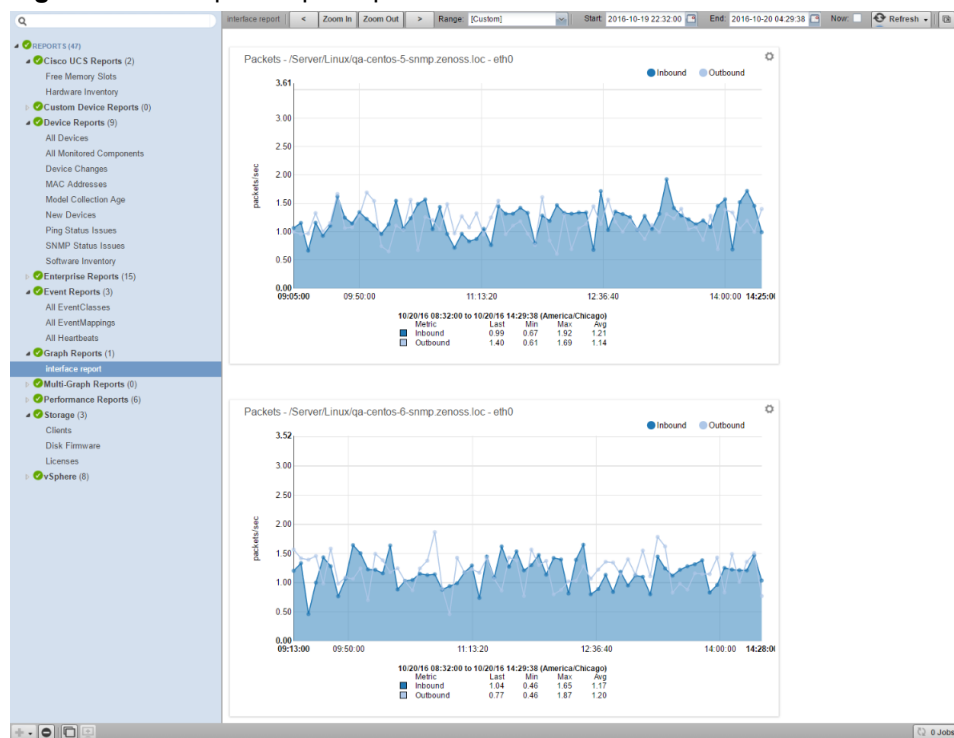 interface report < Zoom In Zoom Out > Range: [Custom] Start: 2016-10-19 22:32:00 End: 2016-10-20 04:29:38 Now: Refresh
REPORTS (47)
Cisco UCS Reports (2)
Free Memory Slots
Hardware Inventory
Custom Device Reports (0)
Device Reports (9)
All Devices
All Monitored Components
Device Changes
MAC Addresses
Model Collection Age
New Devices
Ping Status Issues
SNMP Status Issues
Software Inventory
Enterprise Reports (15)
Event Reports (3)
All EventClasses
All EventMappings
All Heartbeats
Graph Reports (1)
interface report
Multi-Graph Reports (0)
Performance Reports (6)
Storage (3)
Clients
Disk Firmware
Licenses
vSphere (8)
Packets - /Server/Linux/qa-centos-5-snmp.zenoss.loc - eth0
Inbound Outbound
3.61
3.00
2.50
2.00
1.50
1.00
0.50
0.00
packets/sec
09:05:00 09:50:00 11:13:20 12:36:40 14:00:00 14:25:0
10/20/16 08:32:00 to 10/20/16 14:29:38 (America/Chicago)
Metric Last Min Max Avg
Inbound 0.99 0.67 1.92 1.21
Outbound 1.40 0.61 1.69 1.14
Packets - /Server/Linux/qa-centos-6-snmp.zenoss.loc - eth0
Inbound Outbound
3.52
3.00
2.50
2.00
1.50
1.00
0.50
0.00
packets/sec
09:13:00 09:50:00 11:13:20 12:36:40 14:00:00 14:28:0
10/20/16 08:32:00 to 10/20/16 14:29:38 (America/Chicago)
Metric Last Min Max Avg
Inbound 1.04 0.46 1.65 1.17
Outbound 0.77 0.46 1.87 1.20
0 Jobs